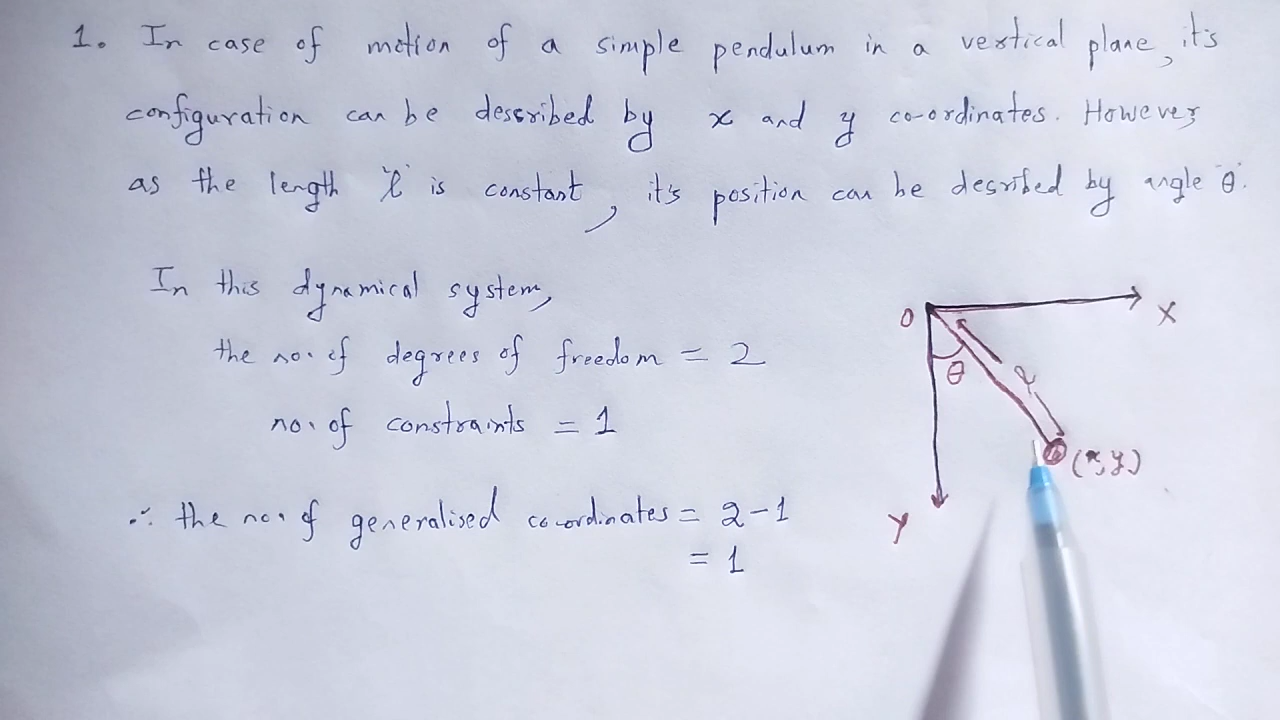 1. In case of motion of a simple pendulum in a vertical plane, it's
configuration can be described by x and y co-ordinates. However
as the length 'l' is constant, it's position can be desribed by angle 'θ'.
In this dynamical system,
the no. of degrees of freedom = 2
no. of constraints = 1
∴ the no. of generalised co-ordinates = 2-1
= 1
O
X
θ
l
(x,y)
Y